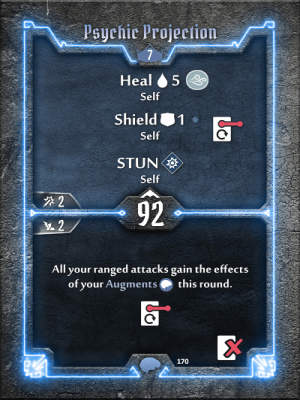 Psychic Projection
7
Heal 5
Self
Shield 1
Self
STUN
Self
2
92
2
All your ranged attacks gain the effects
of your Augments this round.
170